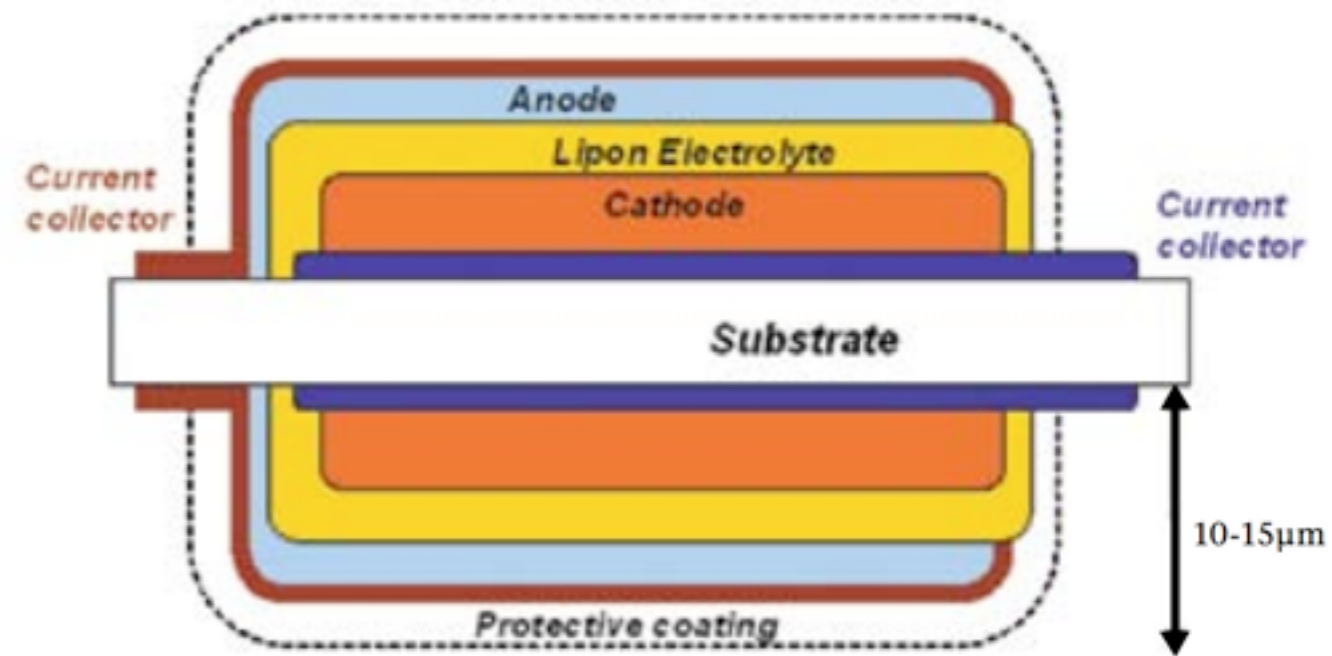 Anode
Lipon Electrolyte
Current
collector
Cathode
Current
collector
Substrate
10-15µm
Protective coating